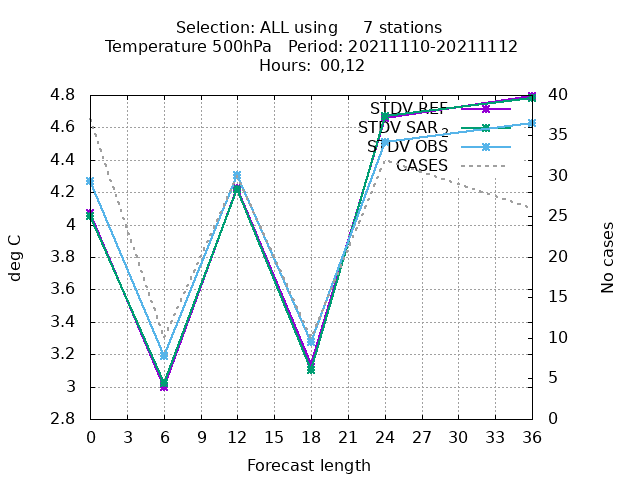 Selection: ALL using 7 stations
Temperature 500hPa Period: 20211110-20211112
Hours: 00,12
4.8
4.6
4.4
4.2
4
3.8
3.6
3.4
3.2
3
2.8
deg C
STDV REF
STDV SAR 2
STDV OBS
CASES
40
35
30
25
20
15
10
5
0
No cases
0 3 6 9 12 15 18 21 24 27 30 33 36
Forecast length